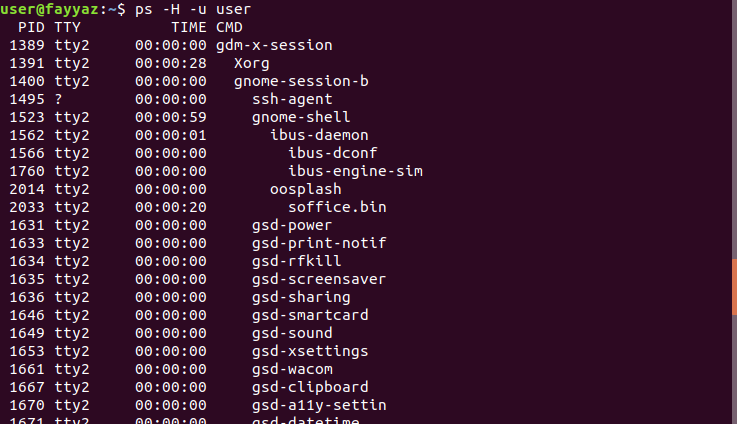 user@fayyaz:~$ ps -H -u user
  PID TTY          TIME CMD
 1389 tty2     00:00:00 gdm-x-session
 1391 tty2     00:00:28   Xorg
 1400 tty2     00:00:00   gnome-session-b
 1495 ?        00:00:00     ssh-agent
 1523 tty2     00:00:59     gnome-shell
 1562 tty2     00:00:01       ibus-daemon
 1566 tty2     00:00:00         ibus-dconf
 1760 tty2     00:00:00         ibus-engine-sim
 2014 tty2     00:00:00       oosplash
 2033 tty2     00:00:20         soffice.bin
 1631 tty2     00:00:00     gsd-power
 1633 tty2     00:00:00     gsd-print-notif
 1634 tty2     00:00:00     gsd-rfkill
 1635 tty2     00:00:00     gsd-screensaver
 1636 tty2     00:00:00     gsd-sharing
 1646 tty2     00:00:00     gsd-smartcard
 1649 tty2     00:00:00     gsd-sound
 1653 tty2     00:00:00     gsd-xsettings
 1661 tty2     00:00:00     gsd-wacom
 1667 tty2     00:00:00     gsd-clipboard
 1670 tty2     00:00:00     gsd-a11y-settin
 1671 tty2     00:00:00     gsd-datetime